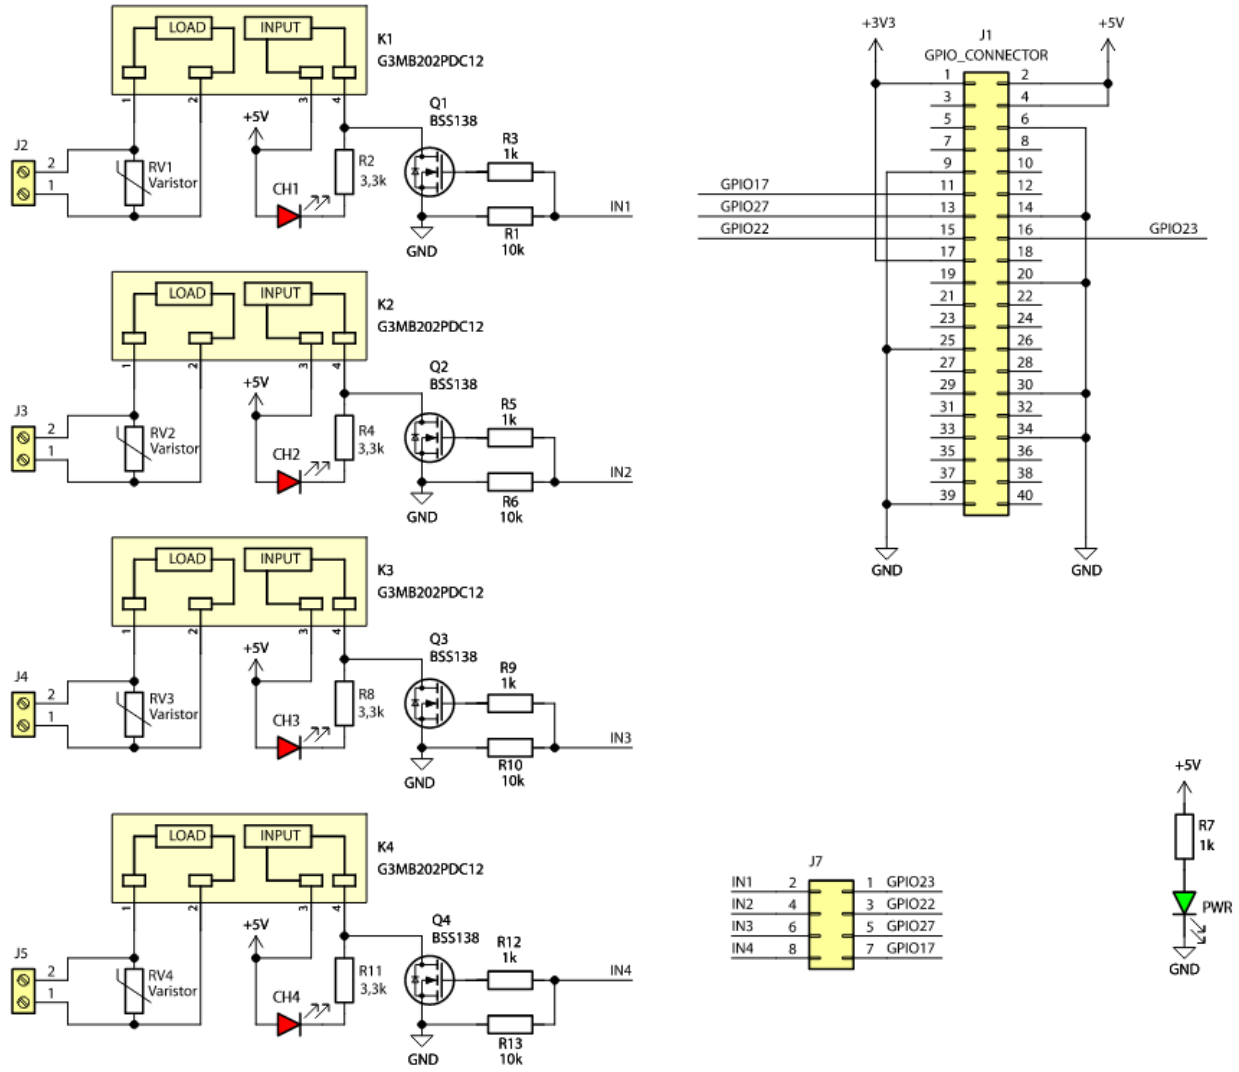 LOAD
INPUT
K1
G3MB202PDC12
1
2
3
4
+5V
Q1
BSS138
R3
1k
J2
2
1
RV1
Varistor
CH1
R2
3,3k
R1
10k
IN1
GND
LOAD
INPUT
K2
G3MB202PDC12
1
2
3
4
+5V
Q2
BSS138
R5
1k
J3
2
1
RV2
Varistor
CH2
R4
3,3k
R6
10k
IN2
GND
LOAD
INPUT
K3
G3MB202PDC12
1
2
3
4
+5V
Q3
BSS138
R9
1k
J4
2
1
RV3
Varistor
CH3
R8
3,3k
R10
10k
IN3
GND
LOAD
INPUT
K4
G3MB202PDC12
1
2
3
4
+5V
Q4
BSS138
R12
1k
J5
2
1
RV4
Varistor
CH4
R11
3,3k
R13
10k
IN4
GND
+3V3
J1
+5V
GPIO_CONNECTOR
1 2
3 4
5 6
7 8
9 10
GPIO17 11 12
GPIO27 13 14
GPIO22 15 16 GPIO23
17 18
19 20
21 22
23 24
25 26
27 28
29 30
31 32
33 34
35 36
37 38
39 40
GND GND
J7
IN1 2 1 GPIO23
IN2 4 3 GPIO22
IN3 6 5 GPIO27
IN4 8 7 GPIO17
+5V
R7
1k
PWR
GND